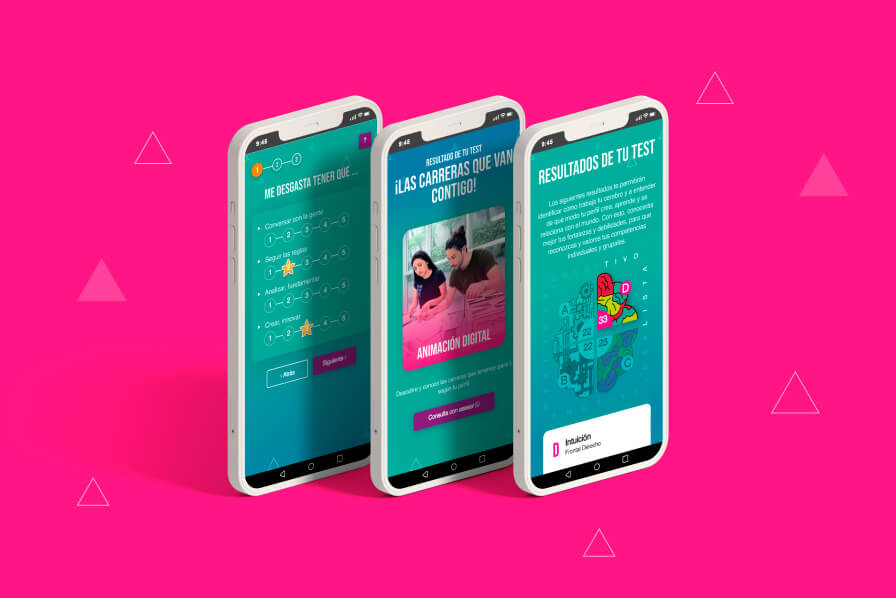 9:45
?
1
2
3
ME DESGASTA TENER QUE ...
Conversar con la gente
1 2 3 4 5
Seguir las reglas
1 2 3 4 5
Analizar, fundamentar
1 2 3 4 5
Crear, innovar
1 2 3 4 5
‹ Atrás
Siguiente ›
9:45
RESULTADO DE TU TEST
¡LAS CARRERAS QUE VAN
CONTIGO!
ANIMACIÓN DIGITAL
Descubre y conoce las carreras que tenemos para ti
según tu perfil.
Consulta con asesor
9:45
RESULTADOS DE TU TEST
Los siguientes resultados te permitirán
identificar cómo trabaja tu cerebro y a entender
de qué modo tu perfil crea, aprende y se
relaciona con el mundo. Con esto, conocerás
mejor tus fortalezas y debilidades, para que
reconozcas y valores tus competencias
individuales y grupales.
TIVO
LISTA
A
D
33
22
22
23
B
C
D
Intuición
Frontal Derecho